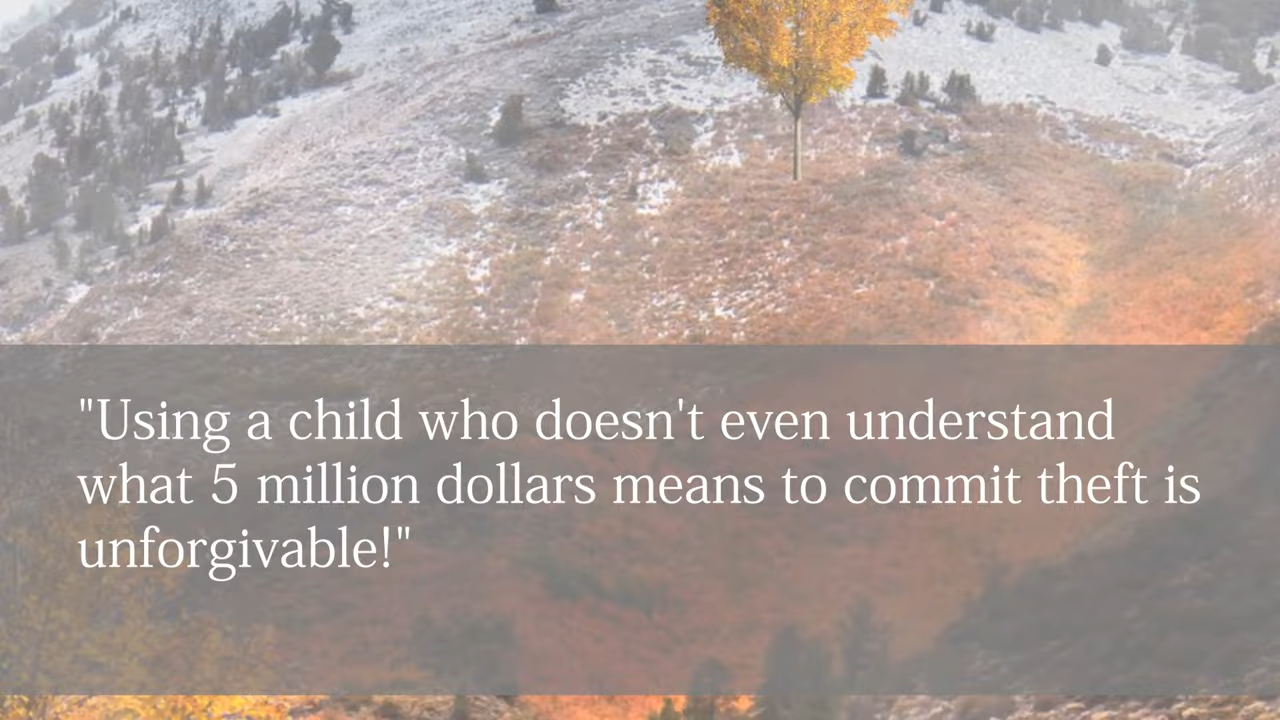 "Using a child who doesn't even understand
what 5 million dollars means to commit theft is
unforgivable!"